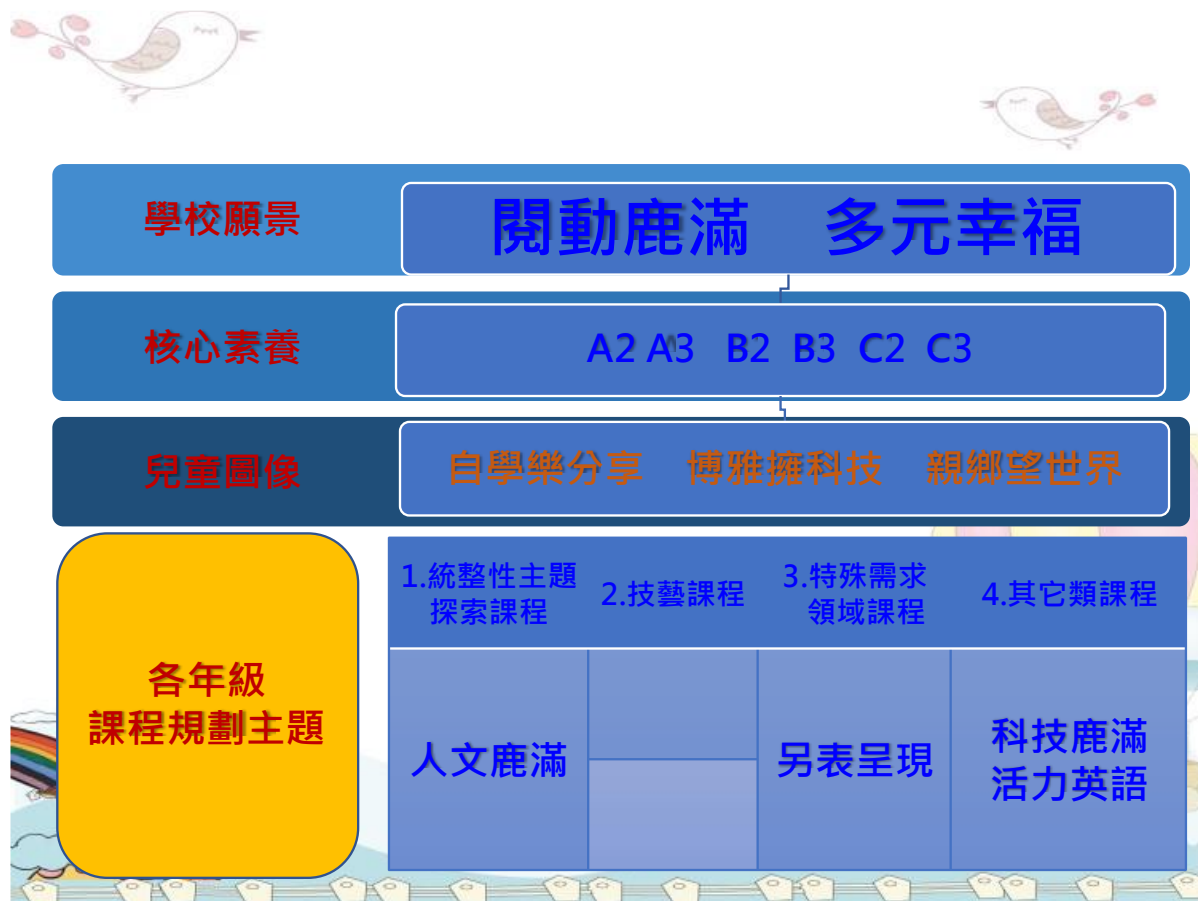 學校願景
閱動鹿滿　多元幸福
核心素養
A2 A3 B2 B3 C2 C3
兒童圖像
自學樂分享　博雅擁科技　親鄉望世界
各年級
課程規劃主題
1.統整性主題
探索課程
2.技藝課程
3.特殊需求
領域課程
4.其它類課程
人文鹿滿
另表呈現
科技鹿滿
活力英語